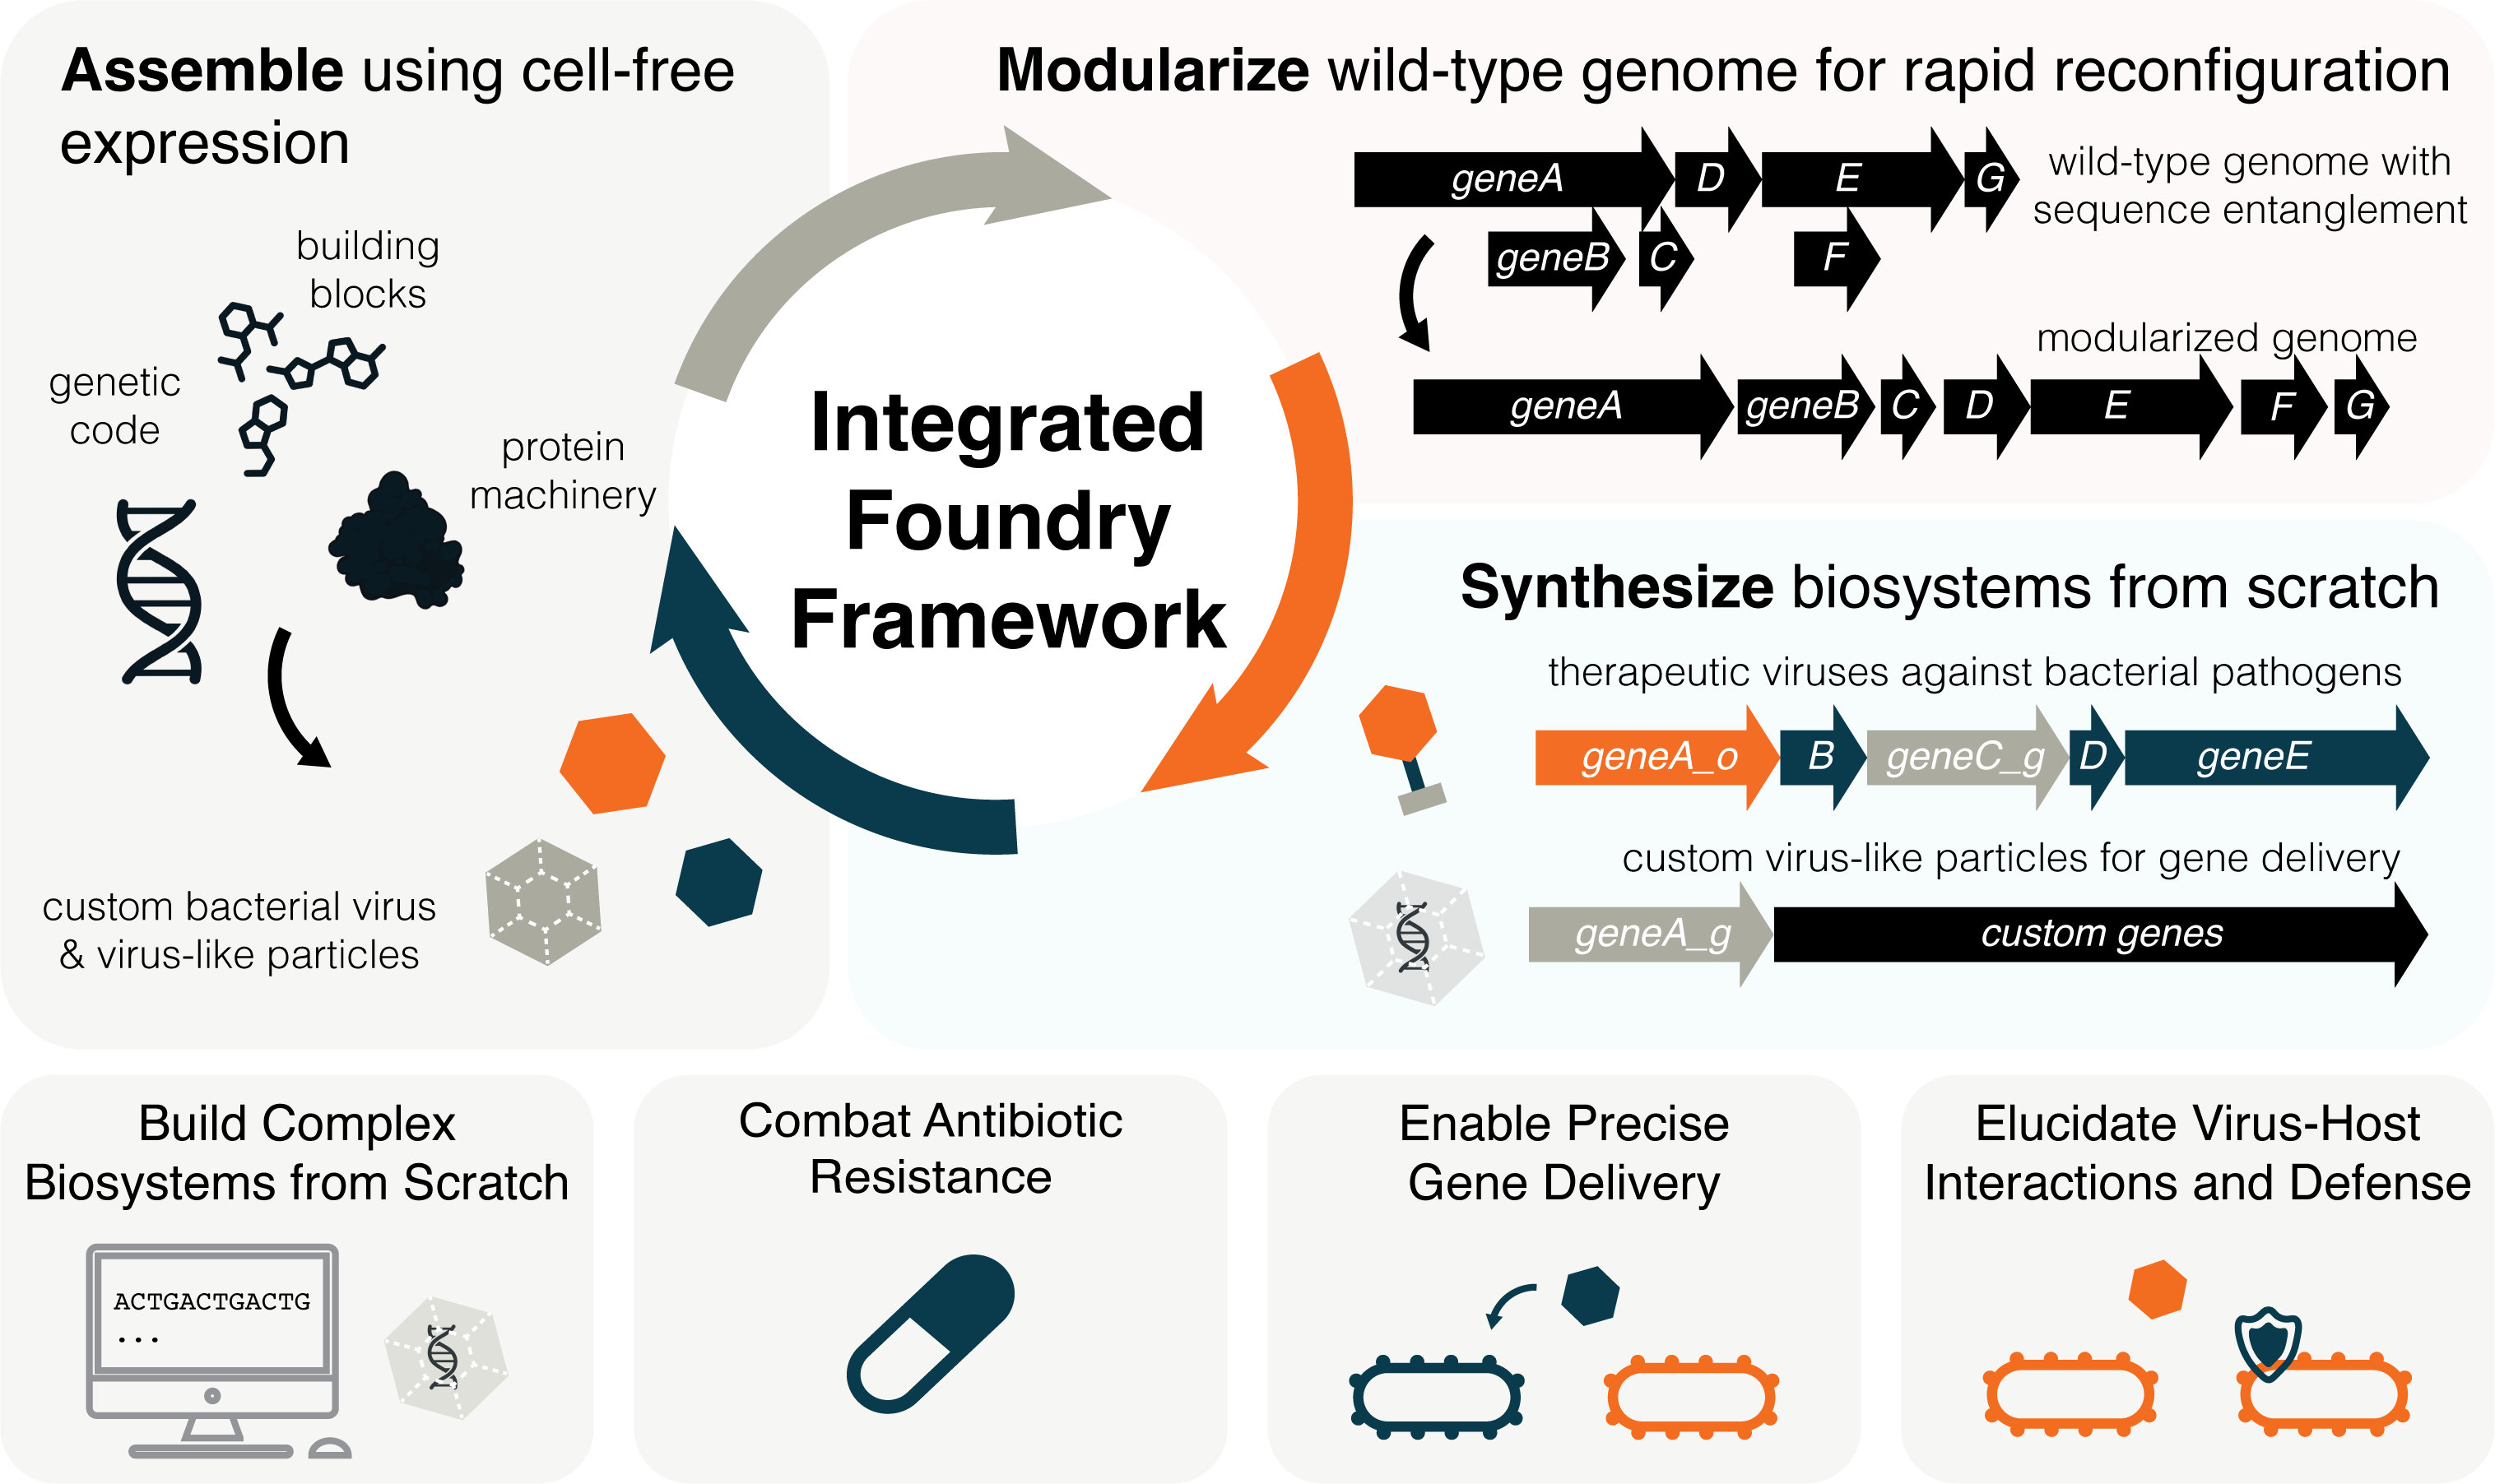 Assemble using cell-free
expression
building
blocks
genetic
code
protein
machinery
custom bacterial virus
& virus-like particles
Integrated
Foundry
Framework
Modularize wild-type genome for rapid reconfiguration
geneA D E G
wild-type genome with
sequence entanglement
geneB C F
modularized genome
geneA geneB C D E F G
Synthesize biosystems from scratch
therapeutic viruses against bacterial pathogens
geneA_o B geneC_g D geneE
custom virus-like particles for gene delivery
geneA_g custom genes
Build Complex
Biosystems from Scratch
ACTGACTGACTG
...
Combat Antibiotic
Resistance
Enable Precise
Gene Delivery
Elucidate Virus-Host
Interactions and Defense